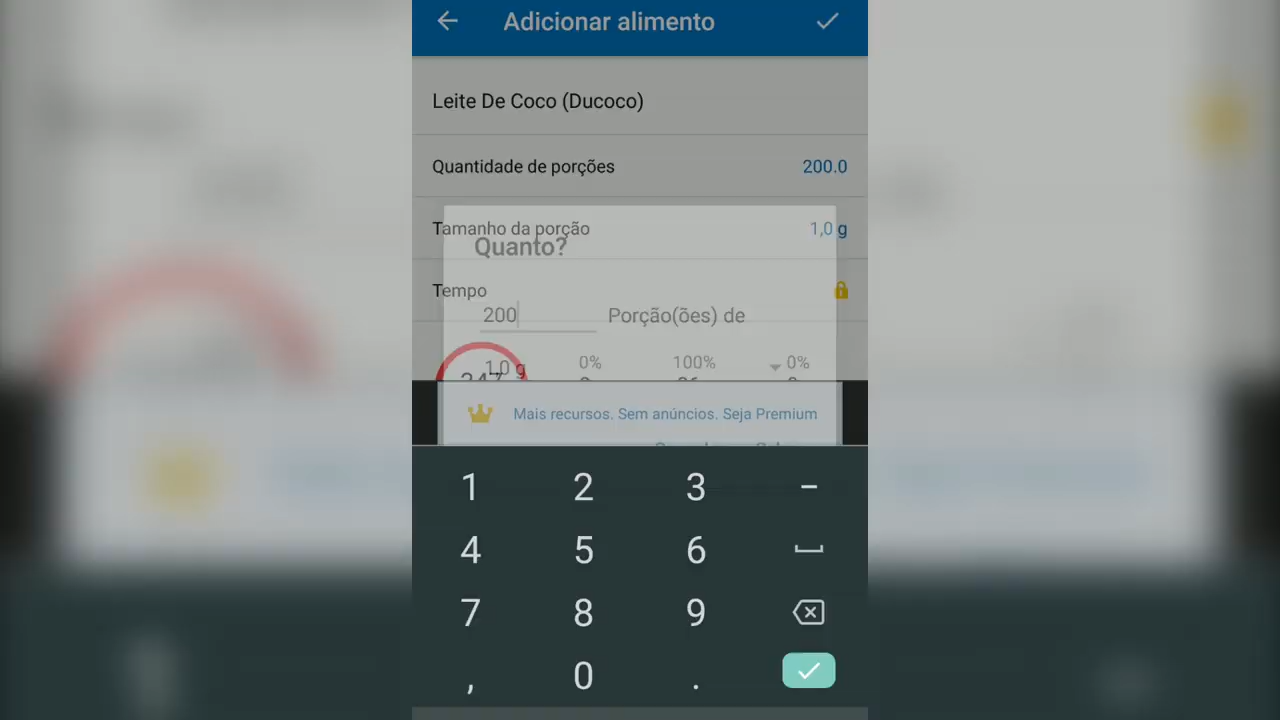 Adicionar alimento
Leite De Coco (Ducoco)
Quantidade de porções 200.0
Tamanho da porção 1,0 g
Quanto?
Tempo
200 Porção(ões) de
1,0 g 0% 100% 0%
Mais recursos. Sem anúncios. Seja Premium
1 2 3 –
4 5 6
7 8 9
, 0 .